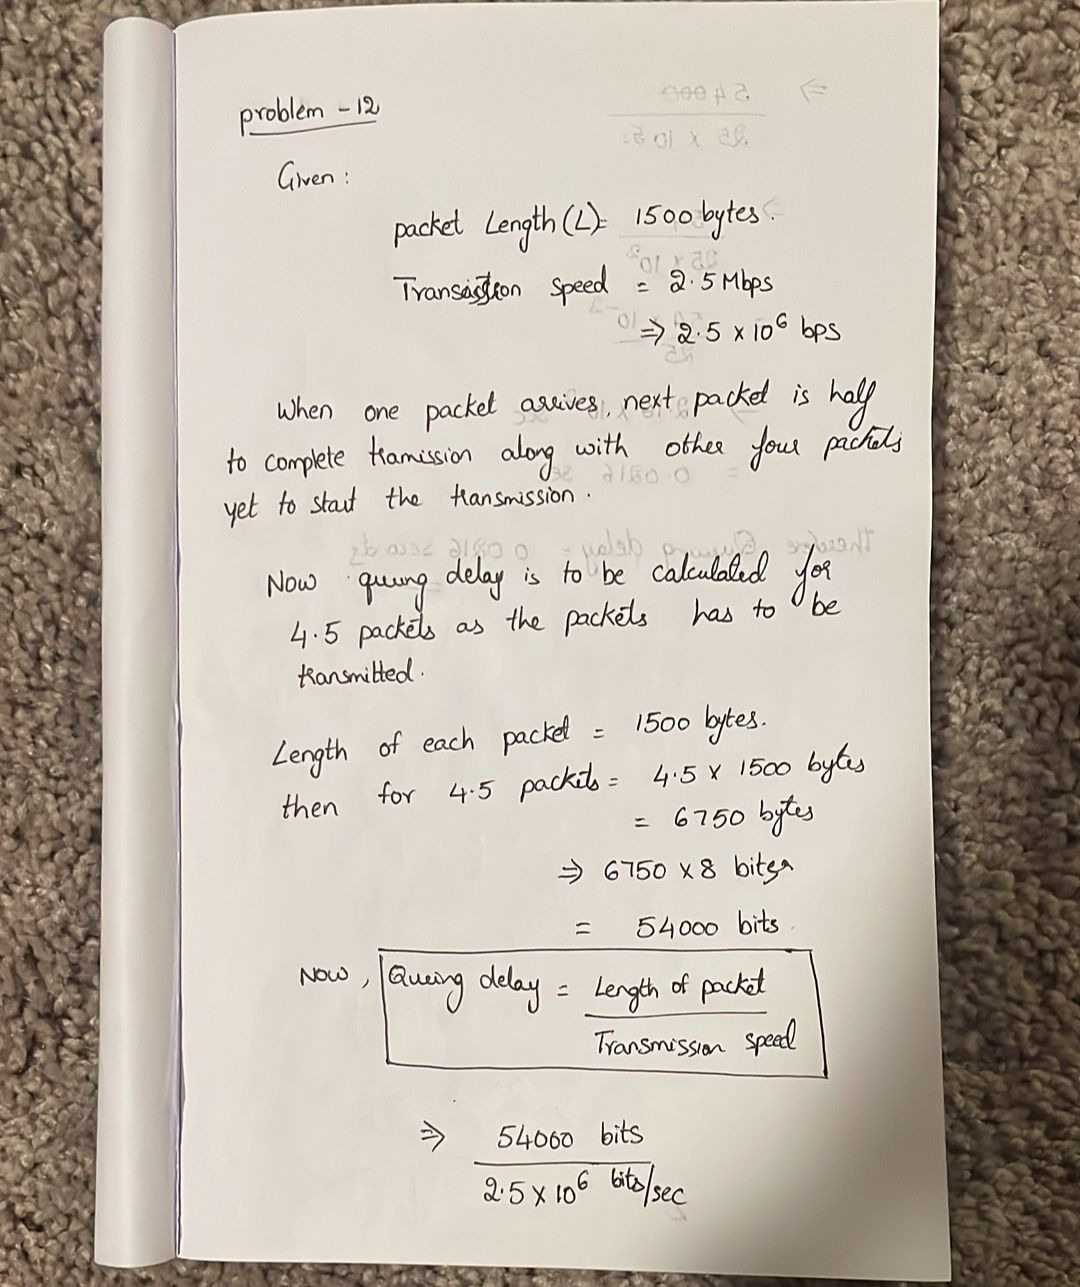 problem - 12
Given :
packet Length (L) = 1500 bytes.
Transission speed = 2.5 Mbps
⇒ 2.5 x 10⁶ bps
When one packet arrives, next packet is half
to complete tramission along with other four packets
yet to start the transmission.
Now queung delay is to be calculated for
4.5 packets as the packets has to be
transmitted.
Length of each packet = 1500 bytes.
then for 4.5 packets = 4.5 x 1500 bytes
= 6750 bytes
⇒ 6750 x 8 bits
= 54000 bits.
Now, Queing delay = Length of packet
Transmission speed
⇒ 54000 bits
2.5 x 10⁶ bits/sec